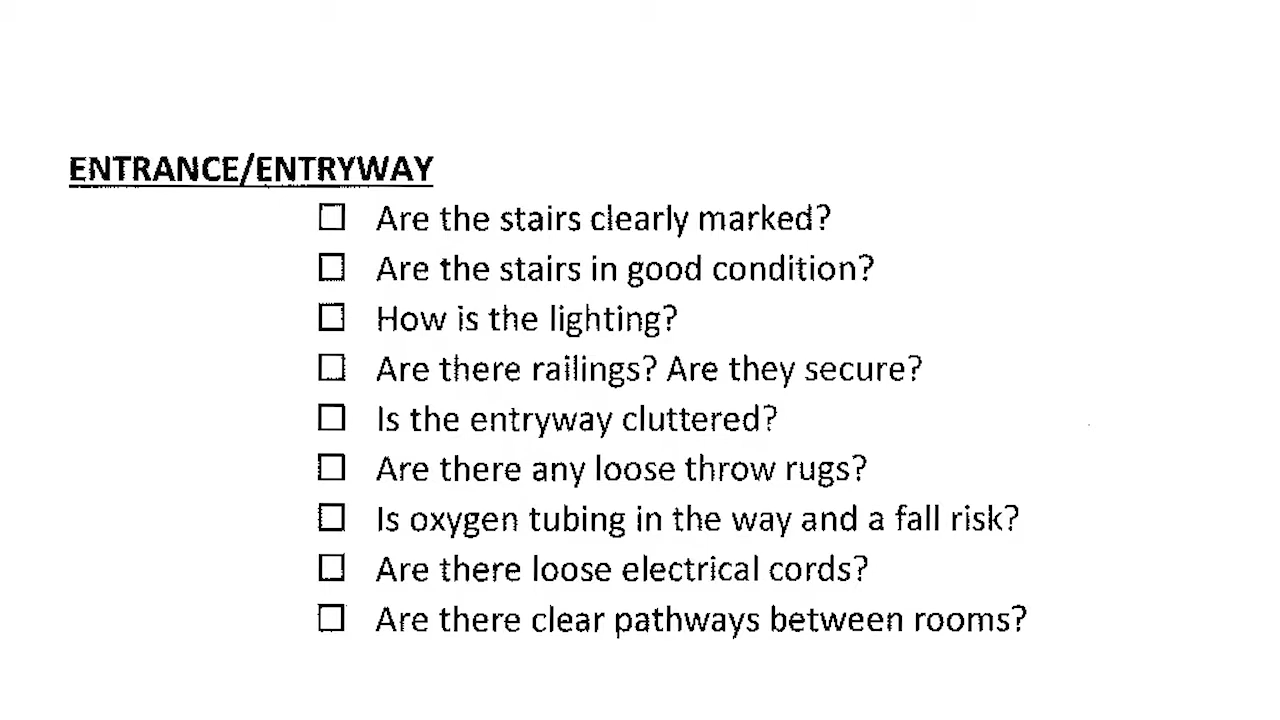 ENTRANCE/ENTRYWAY
☐ Are the stairs clearly marked?
☐ Are the stairs in good condition?
☐ How is the lighting?
☐ Are there railings? Are they secure?
☐ Is the entryway cluttered?
☐ Are there any loose throw rugs?
☐ Is oxygen tubing in the way and a fall risk?
☐ Are there loose electrical cords?
☐ Are there clear pathways between rooms?